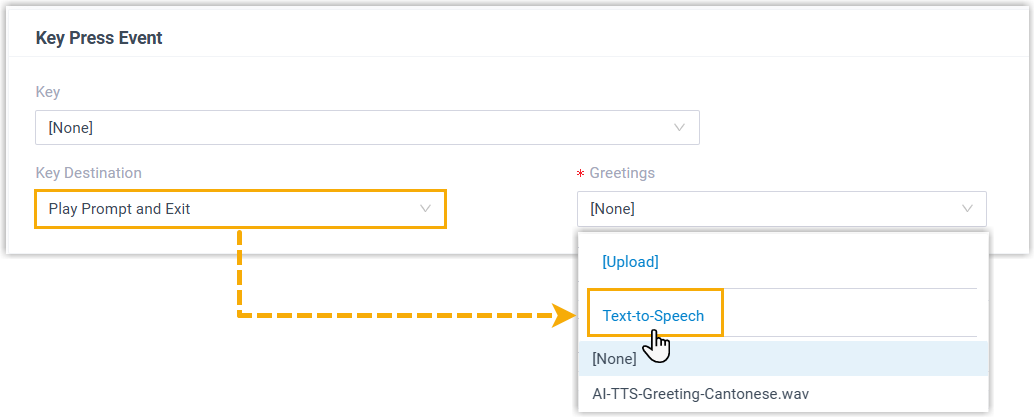 Key Press Event
Key
[None]
Key Destination
* Greetings
Play Prompt and Exit
[None]
[Upload]
Text-to-Speech
[None]
AI-TTS-Greeting-Cantonese.wav